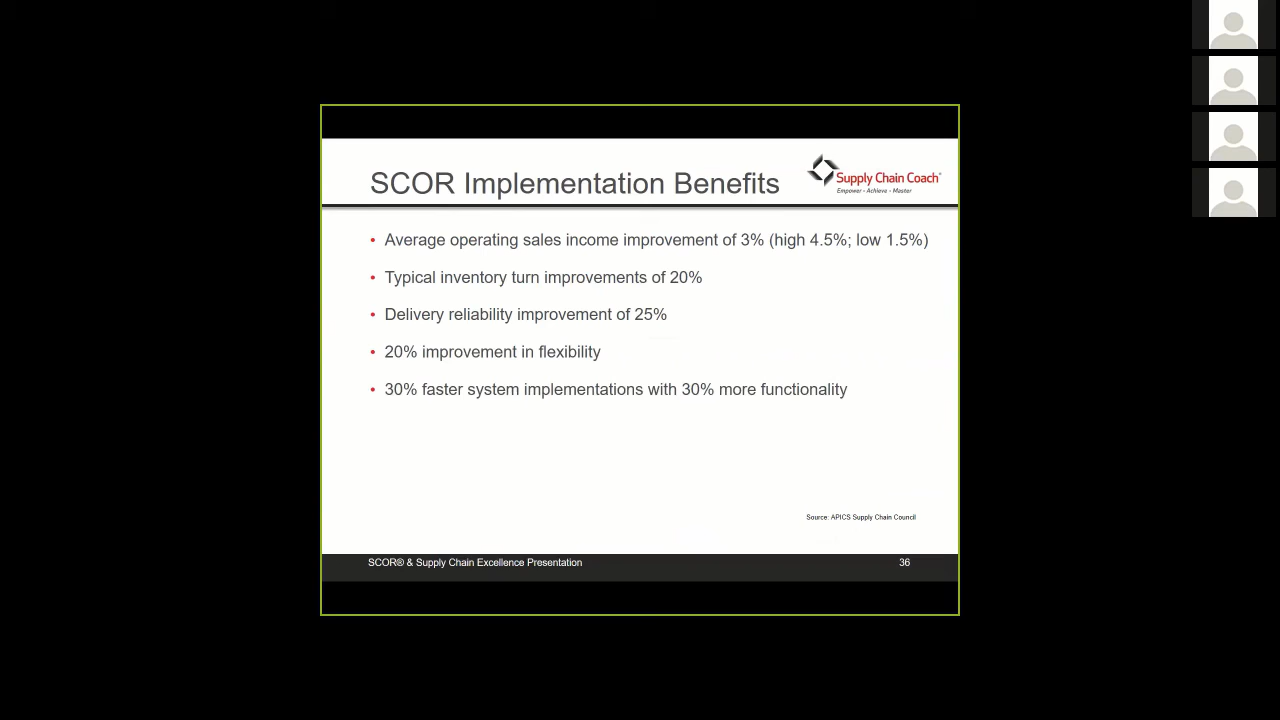 SCOR Implementation Benefits
Supply Chain Coach®
Empower - Achieve - Master
• Average operating sales income improvement of 3% (high 4.5%; low 1.5%)
• Typical inventory turn improvements of 20%
• Delivery reliability improvement of 25%
• 20% improvement in flexibility
• 30% faster system implementations with 30% more functionality
Source: APICS Supply Chain Council
SCOR® & Supply Chain Excellence Presentation
36